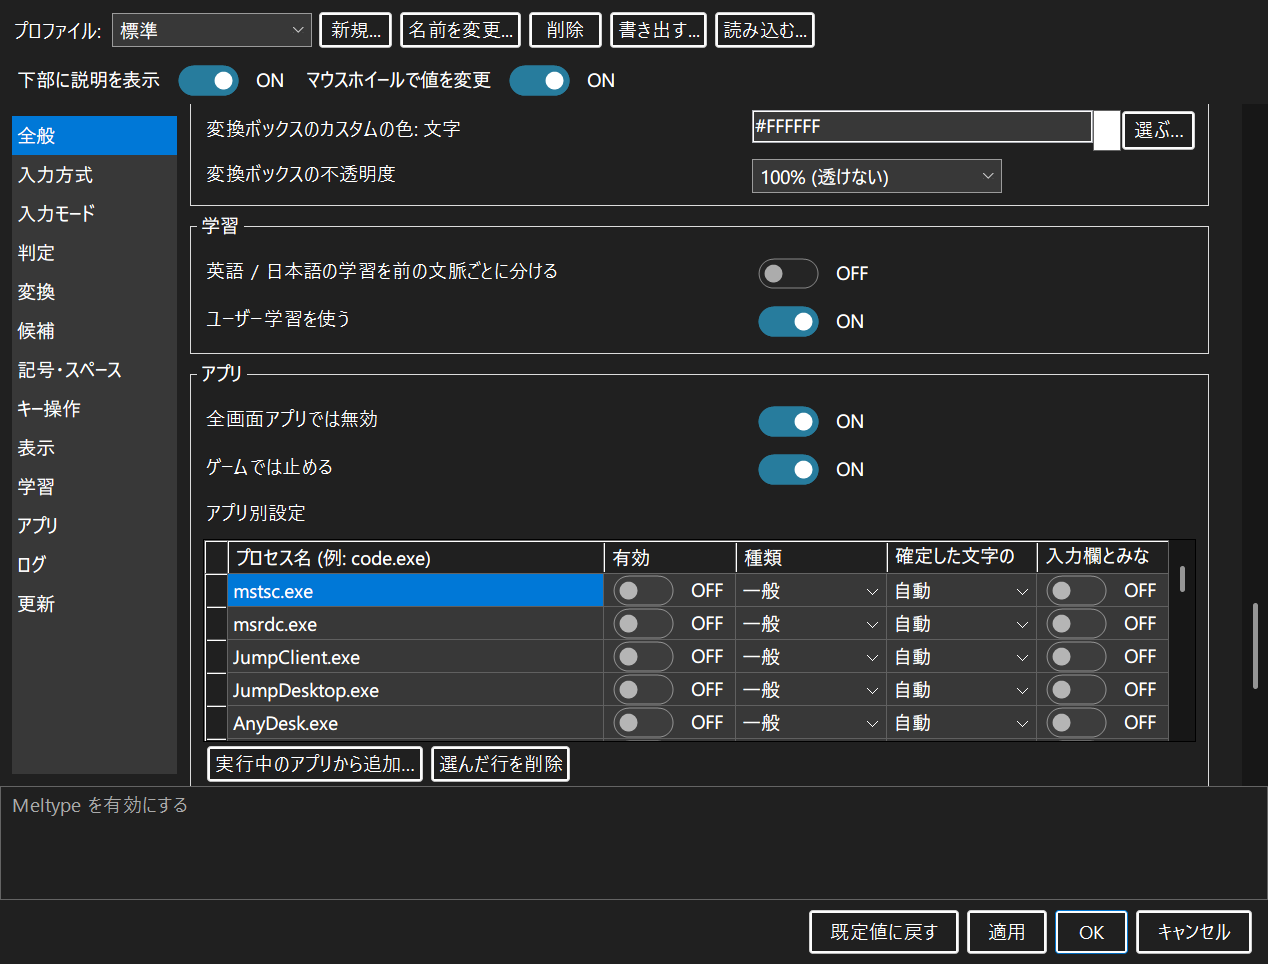 プロファイル: 標準 新規... 名前を変更... 削除 書き出す... 読み込む...
下部に説明を表示 ON マウスホイールで値を変更 ON
全般
入力方式
入力モード
判定
変換
候補
記号・スペース
キー操作
表示
学習
アプリ
ログ
更新
変換ボックスのカスタムの色: 文字 #FFFFFF 選ぶ...
変換ボックスの不透明度 100% (透けない)
学習
英語 / 日本語の学習を前の文脈ごとに分ける OFF
ユーザー学習を使う ON
アプリ
全画面アプリでは無効 ON
ゲームでは止める ON
アプリ別設定
プロセス名 (例: code.exe) 有効 種類 確定した文字の 入力欄とみな
mstsc.exe OFF 一般 自動 OFF
msrdc.exe OFF 一般 自動 OFF
JumpClient.exe OFF 一般 自動 OFF
JumpDesktop.exe OFF 一般 自動 OFF
AnyDesk.exe OFF 一般 自動 OFF
実行中のアプリから追加... 選んだ行を削除
Meltype を有効にする
既定値に戻す 適用 OK キャンセル